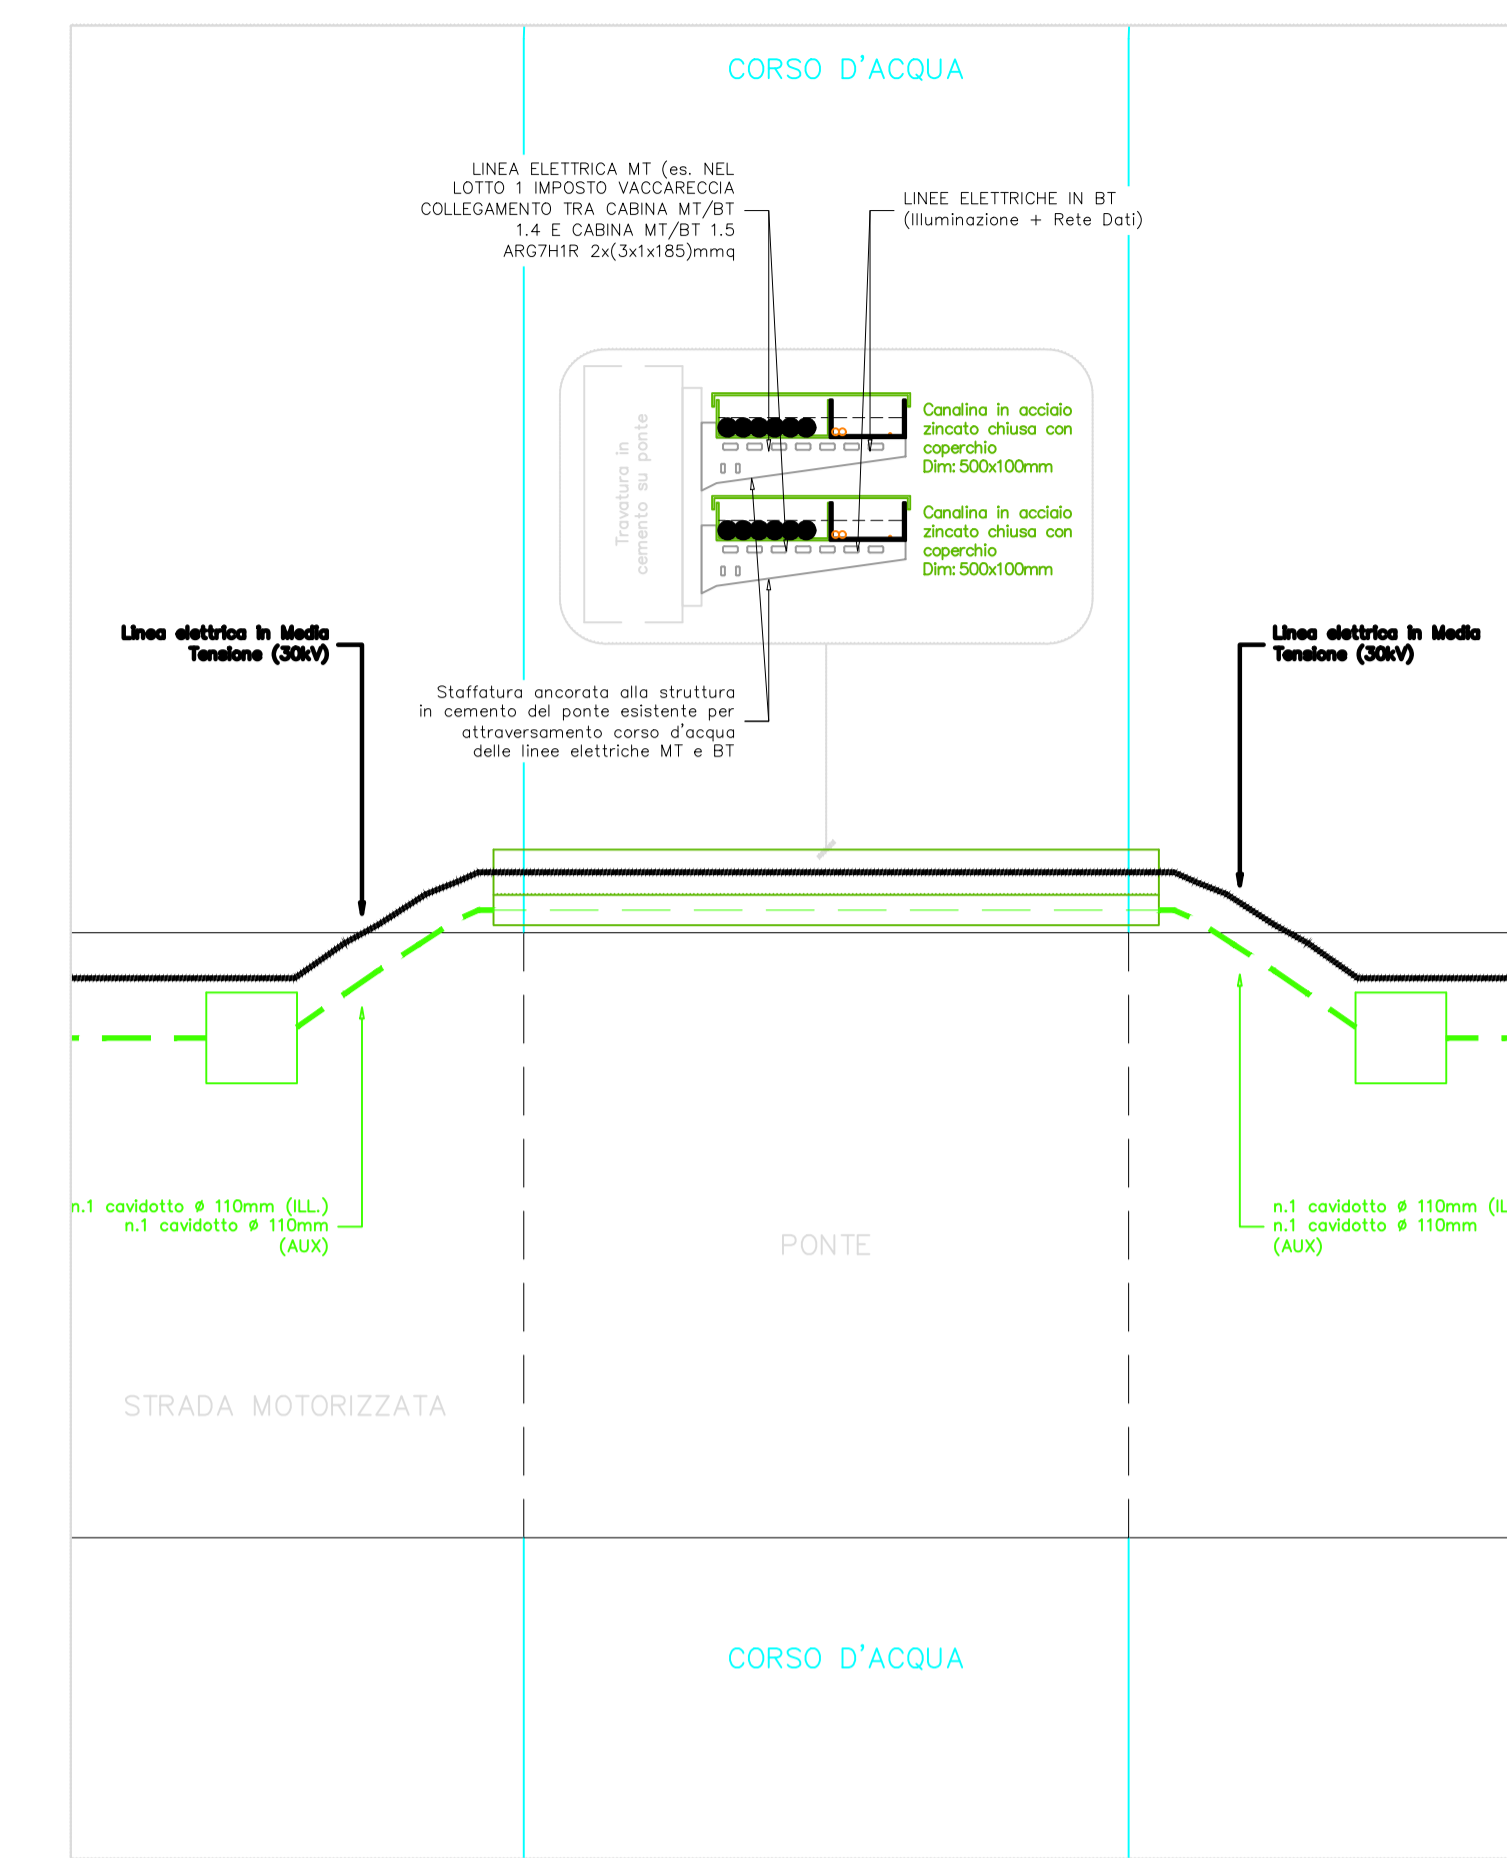 CORSO D'ACQUA
LINEA ELETTRICA MT (es. NEL
LOTTO 1 IMPOSTO VACCARECCIA
COLLEGAMENTO TRA CABINA MT/BT
1.4 E CABINA MT/BT 1.5
ARG7H1R 2x(3x1x185)mmq
LINEE ELETTRICHE IN BT
(Illuminazione + Rete Dati)
Travatura in
cemento su ponte
Canalina in acciaio
zincato chiusa con
coperchio
Dim: 500x100mm
Canalina in acciaio
zincato chiusa con
coperchio
Dim: 500x100mm
Linea elettrica in Media
Tensione (30kV)
Linea elettrica in Media
Tensione (30kV)
Staffatura ancorata alla struttura
in cemento del ponte esistente per
attraversamento corso d'acqua
delle linee elettriche MT e BT
n.1 cavidotto ø 110mm (ILL.)
n.1 cavidotto ø 110mm
(AUX)
n.1 cavidotto ø 110mm (IL
n.1 cavidotto ø 110mm
(AUX)
PONTE
STRADA MOTORIZZATA
CORSO D'ACQUA